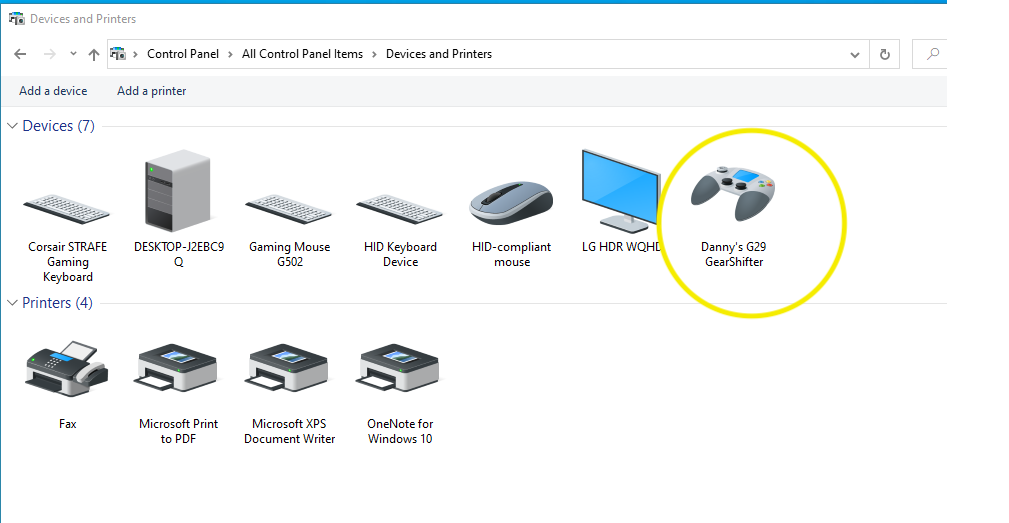 Devices and Printers
Control Panel > All Control Panel Items > Devices and Printers
Add a device Add a printer
Devices (7)
Corsair STRAFE
Gaming
Keyboard
DESKTOP-J2EBC9
Q
Gaming Mouse
G502
HID Keyboard
Device
HID-compliant
mouse
LG HDR WQHD
Danny's G29
GearShifter
Printers (4)
Fax
Microsoft Print
to PDF
Microsoft XPS
Document Writer
OneNote for
Windows 10